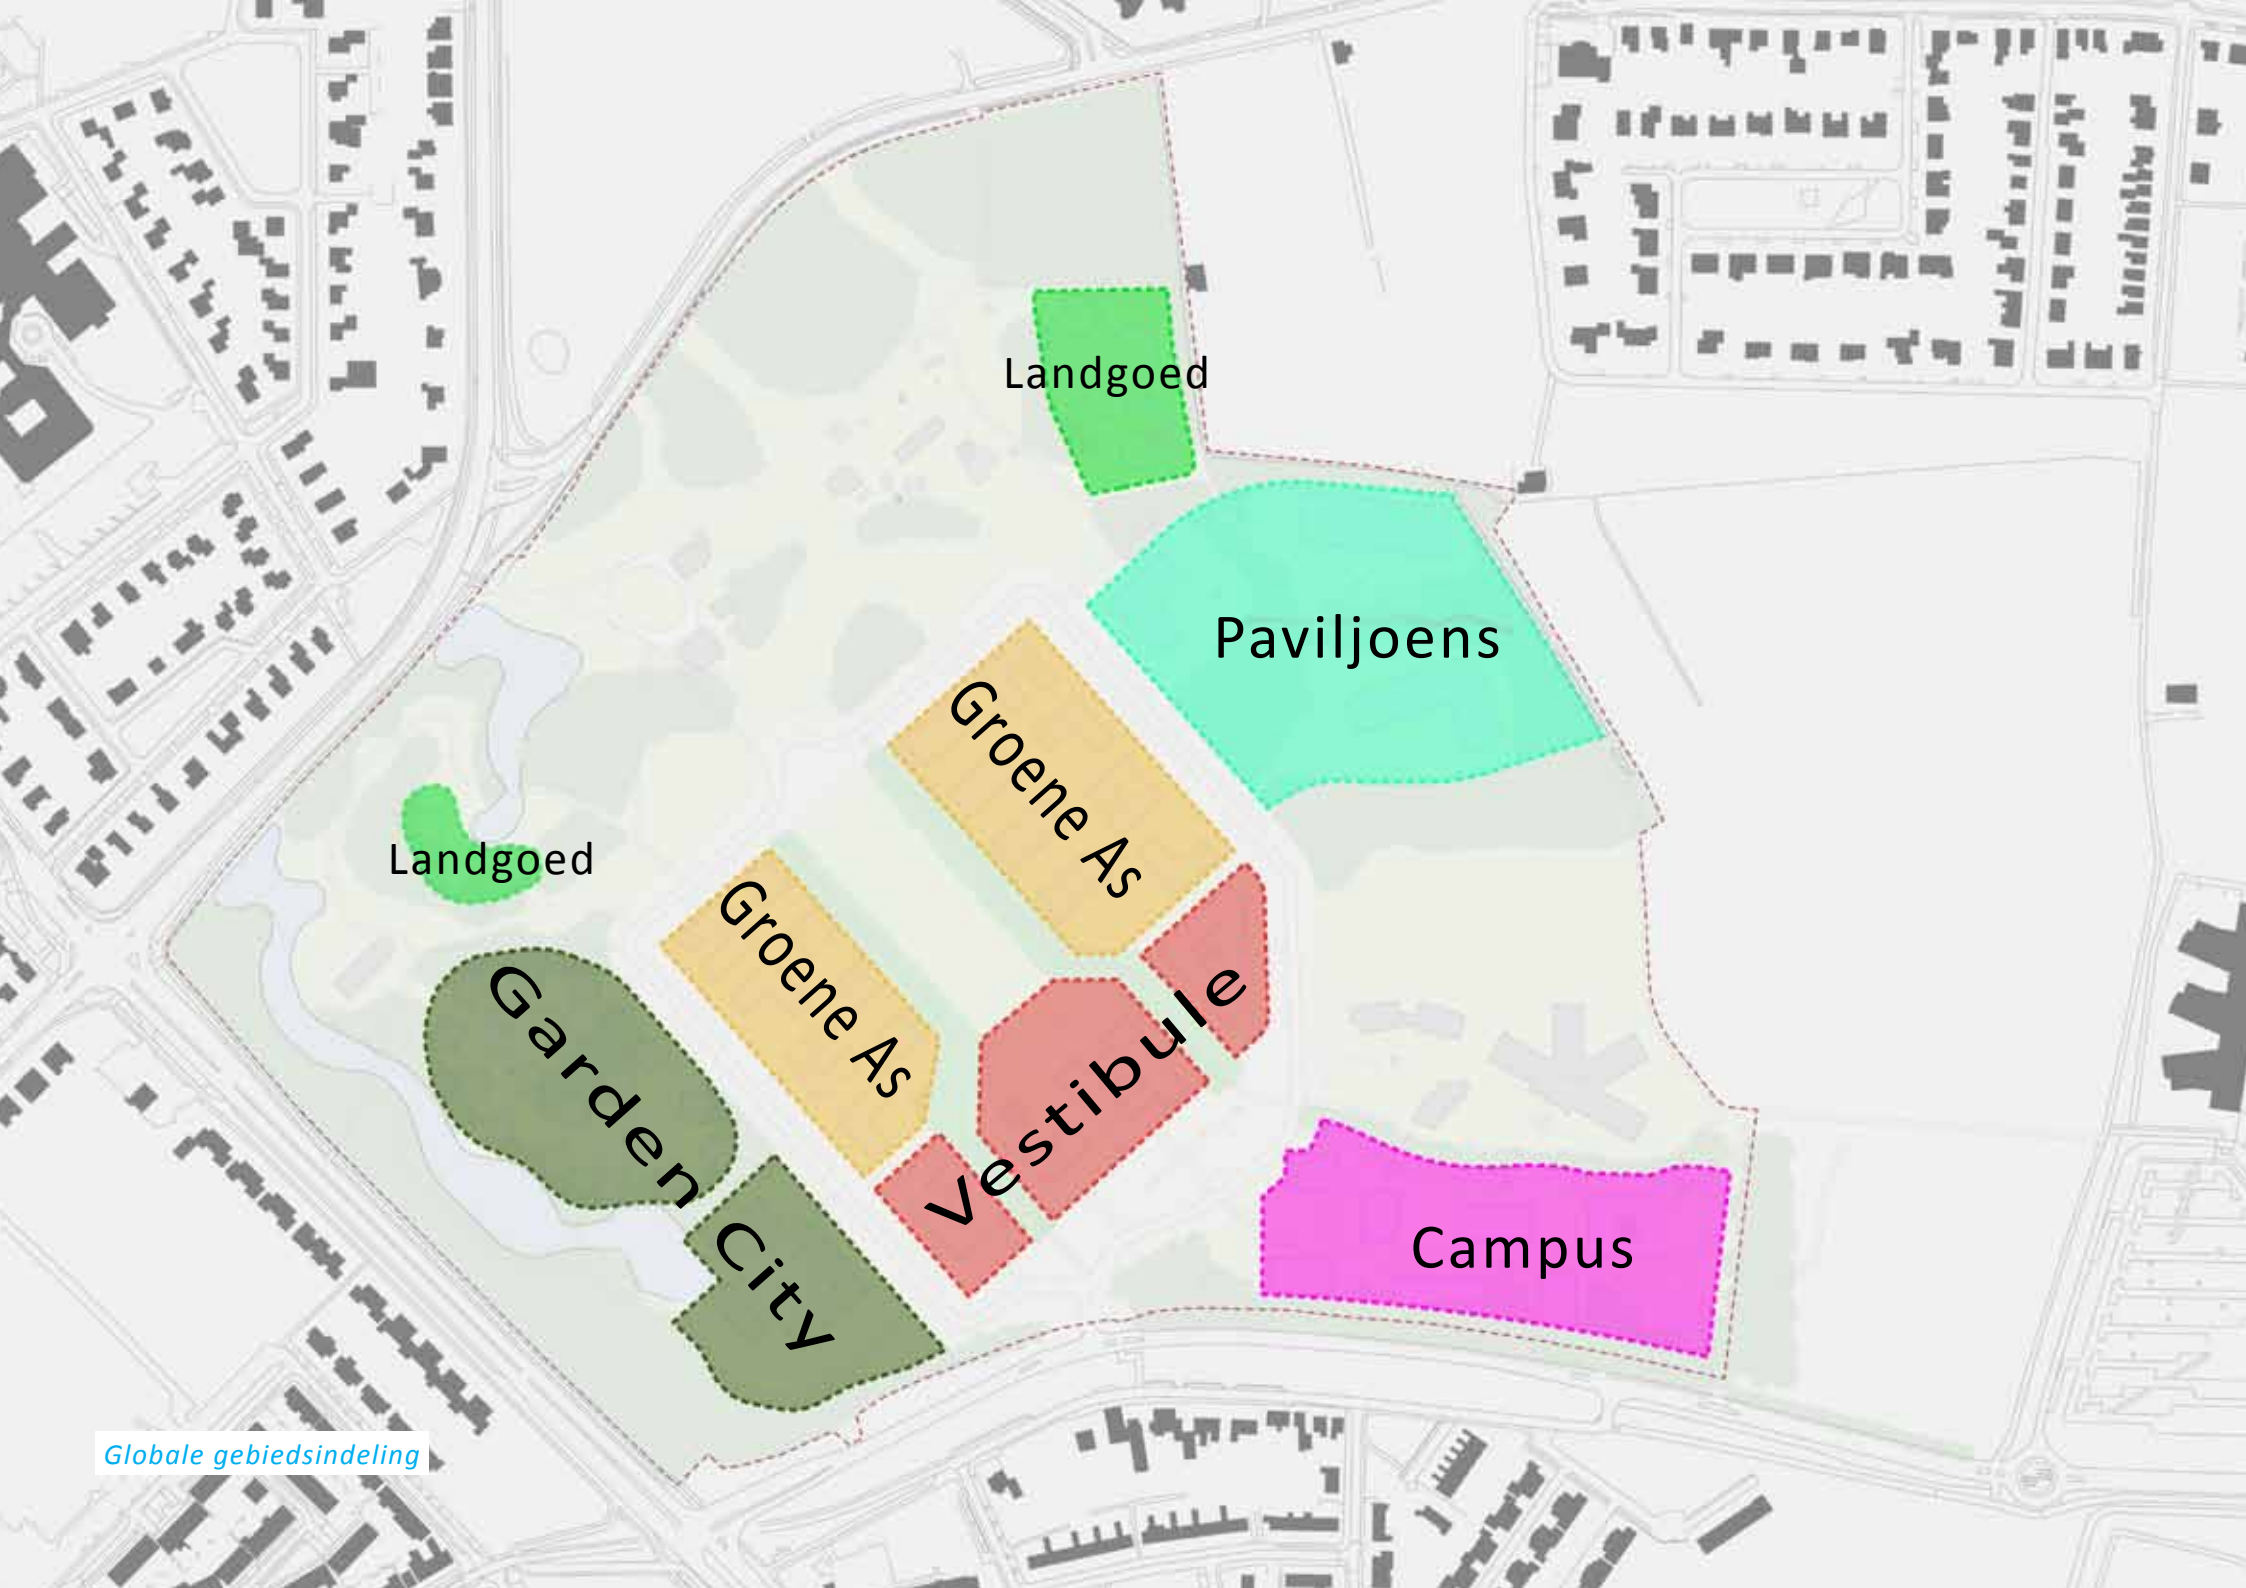 Landgoed
Paviljoens
Groene As
Landgoed
Groene As
Garden City
Vestibule
Campus
Globale gebiedsindeling